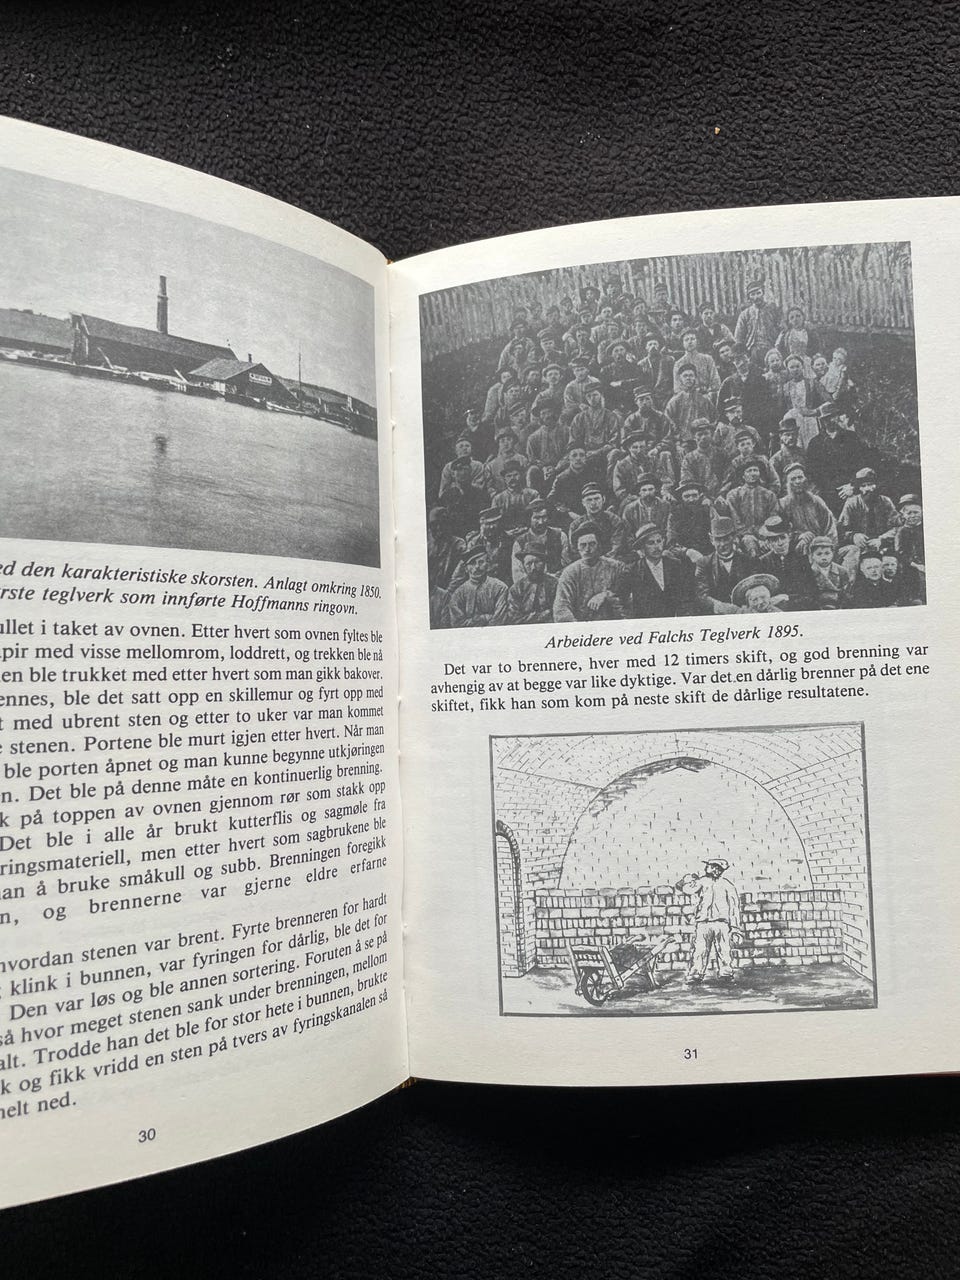 den karakteristiske skorsten. Anlagt omkring 1850.
teglverk som innførte Hoffmanns ringovn.
i taket av ovnen. Etter hvert som ovnen fyltes ble
med visse mellomrom, loddrett, og trekken ble nå
ble trukket med etter hvert som man gikk bakover.
ble det satt opp en skillemur og fyrt opp med
med ubrent sten og etter to uker var man kommet
stenen. Portene ble murt igjen etter hvert. Når man
ble porten åpnet og man kunne begynne utkjøringen
Det ble på denne måte en kontinuerlig brenning.
på toppen av ovnen gjennom rør som stakk opp
Det ble i alle år brukt kutterflis og sagmøle fra
men etter hvert som sagbrukene ble
å bruke småkull og subb. Brenningen foregikk
og brennerne var gjerne eldre erfarne
hvordan stenen var brent. Fyrte brenneren for hardt
klink i bunnen, var fyringen for dårlig, ble det for
Den var løs og ble annen sortering. Foruten å se på
hvor meget stenen sank under brenningen, mellom
Trodde han det ble for stor hete i bunnen, brukte
og fikk vridd en sten på tvers av fyringskanalen så
ned.
30
Arbeidere ved Falchs Teglverk 1895.
Det var to brennere, hver med 12 timers skift, og god brenning var
avhengig av at begge var like dyktige. Var det en dårlig brenner på det ene
skiftet, fikk han som kom på neste skift de dårlige resultatene.
31